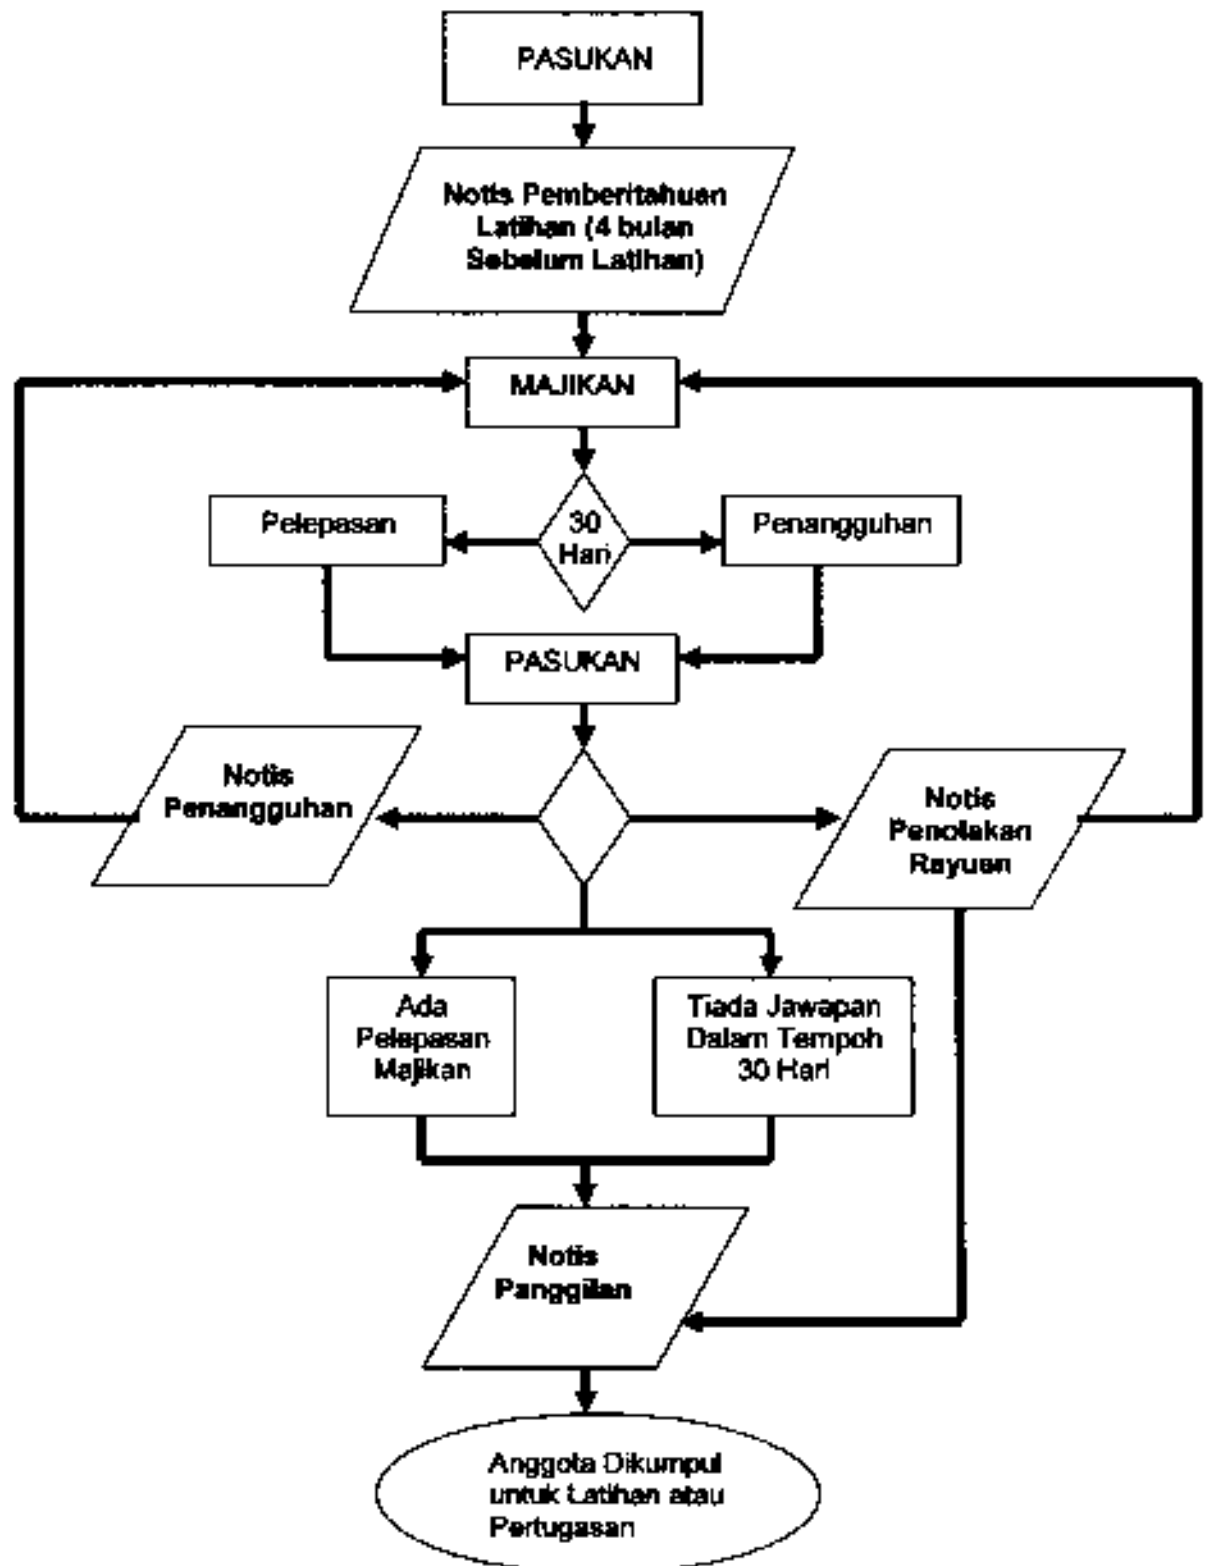 PASUKAN
Notis Pemberitahuan
Latihan (4 bulan
Sebelum Latihan)
MAJIKAN
Pelepasan
30
Hari
Penangguhan
PASUKAN
Notis
Penangguhan
Notis
Penolakan
Rayuan
Ada
Pelepasan
Majikan
Tiada Jawapan
Dalam Tempoh
30 Hari
Notis
Panggilan
Anggota Dikumpul
untuk Latihan atau
Pertugasan